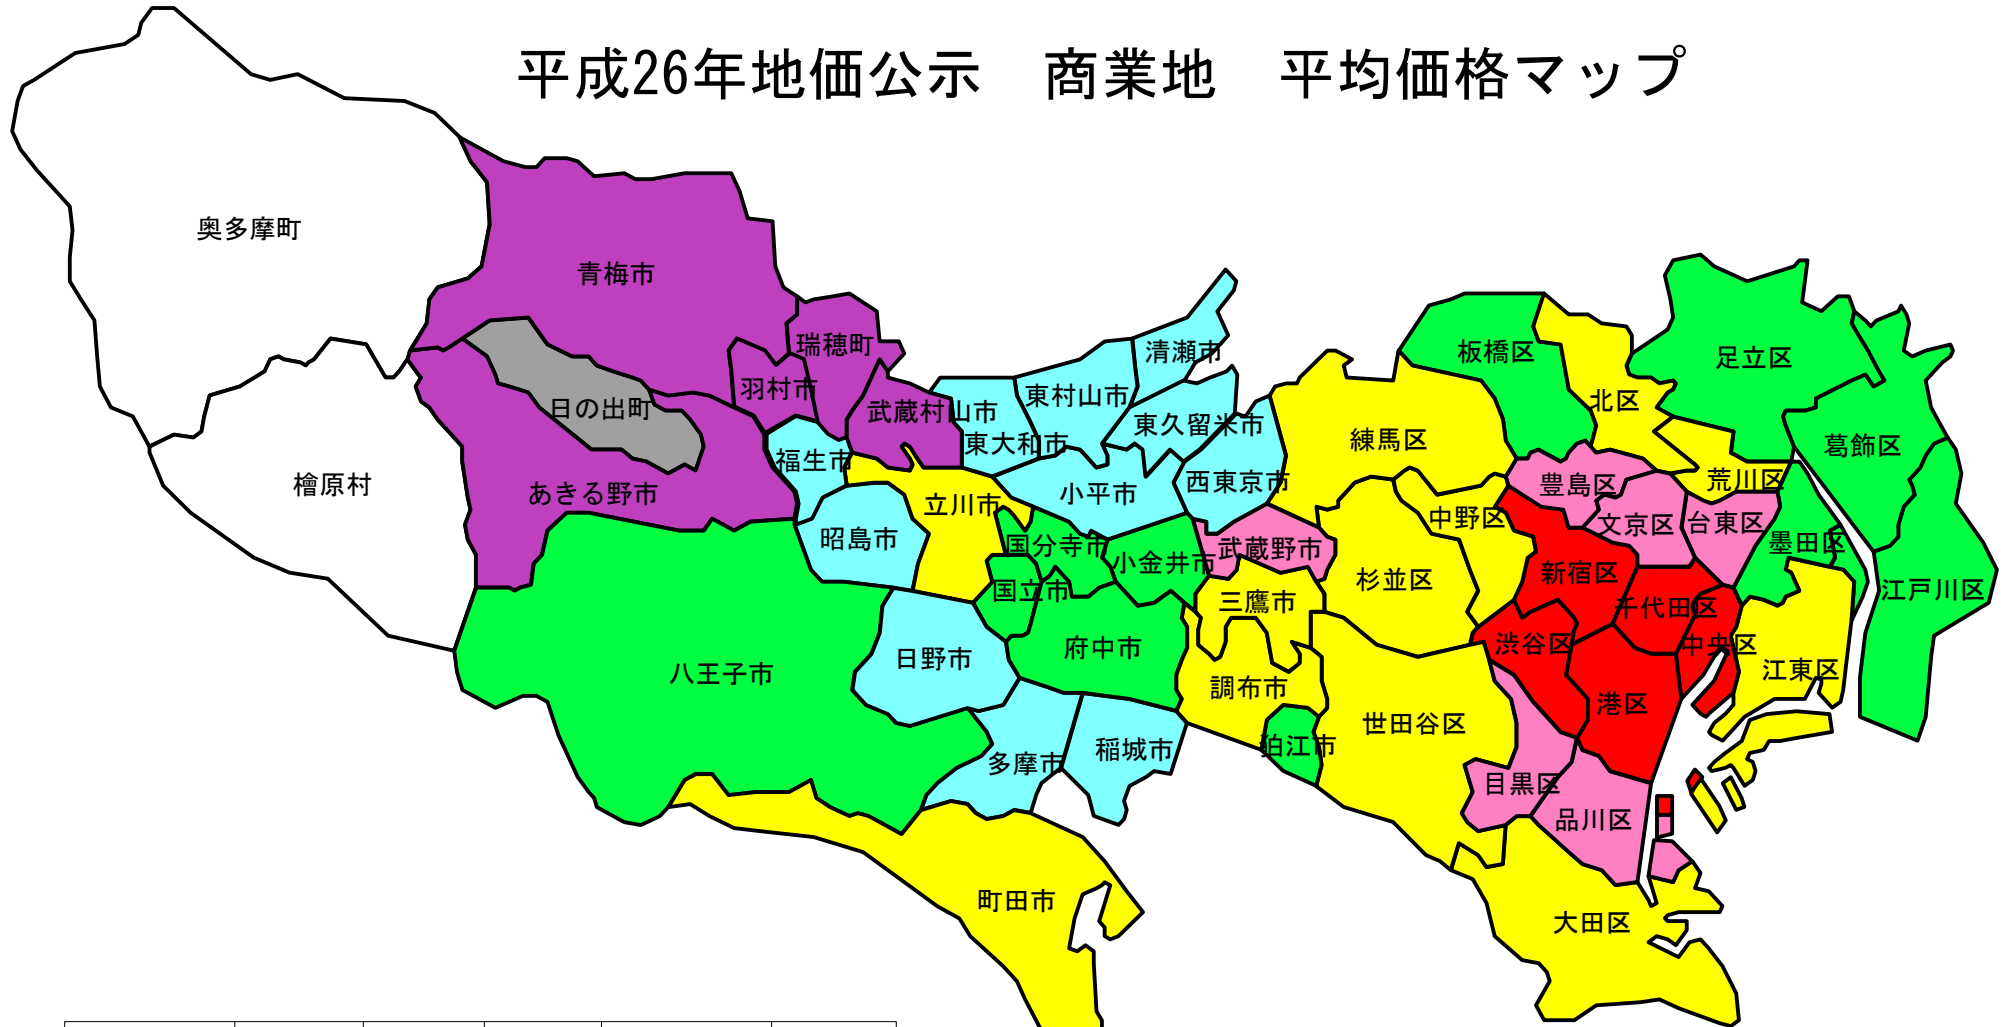 平成26年地価公示　商業地　平均価格マップ
奥多摩町
青梅市
瑞穂町
清瀬市
板橋区
足立区
羽村市
東村山市
北区
日の出町
武蔵村山市
東久留米市
練馬区
東大和市
葛飾区
福生市
西東京市
檜原村
あきる野市
小平市
豊島区
荒川区
立川市
中野区
文京区
台東区
昭島市
国分寺市
武蔵野市
墨田区
小金井市
杉並区
新宿区
国立市
三鷹市
千代田区
江戸川区
八王子市
日野市
府中市
渋谷区
中央区
調布市
江東区
港区
世田谷区
多摩市
稲城市
狛江市
目黒区
品川区
町田市
大田区